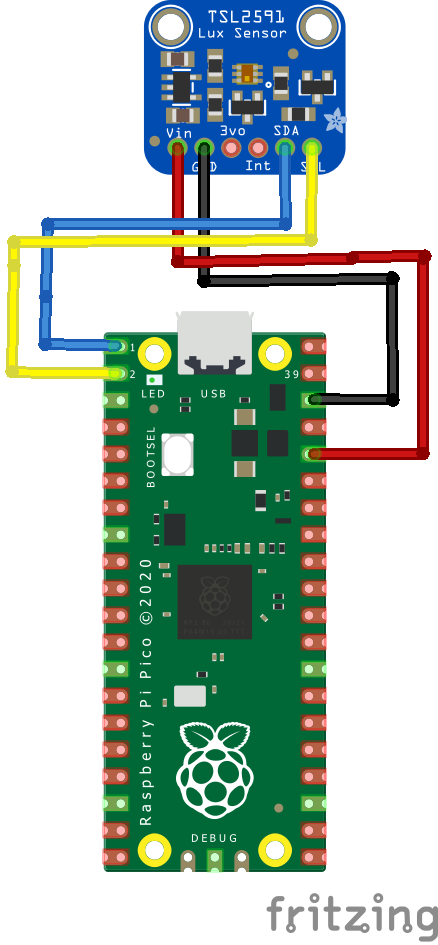 TSL2591
Lux Sensor
Vin 3vo SDA
GND Int SCL
1
2 39
LED USB
BOOTSEL
Raspberry Pi Pico ©2020
DEBUG
fritzing